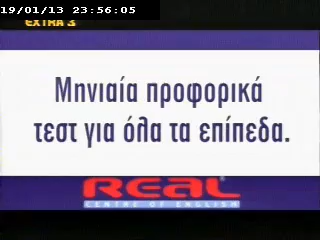 19/01/13 23:56:05
EXTRA 3
Μηνιαία προφορικά
τεστ για όλα τα επίπεδα.
REAL
CENTRE OF ENGLISH